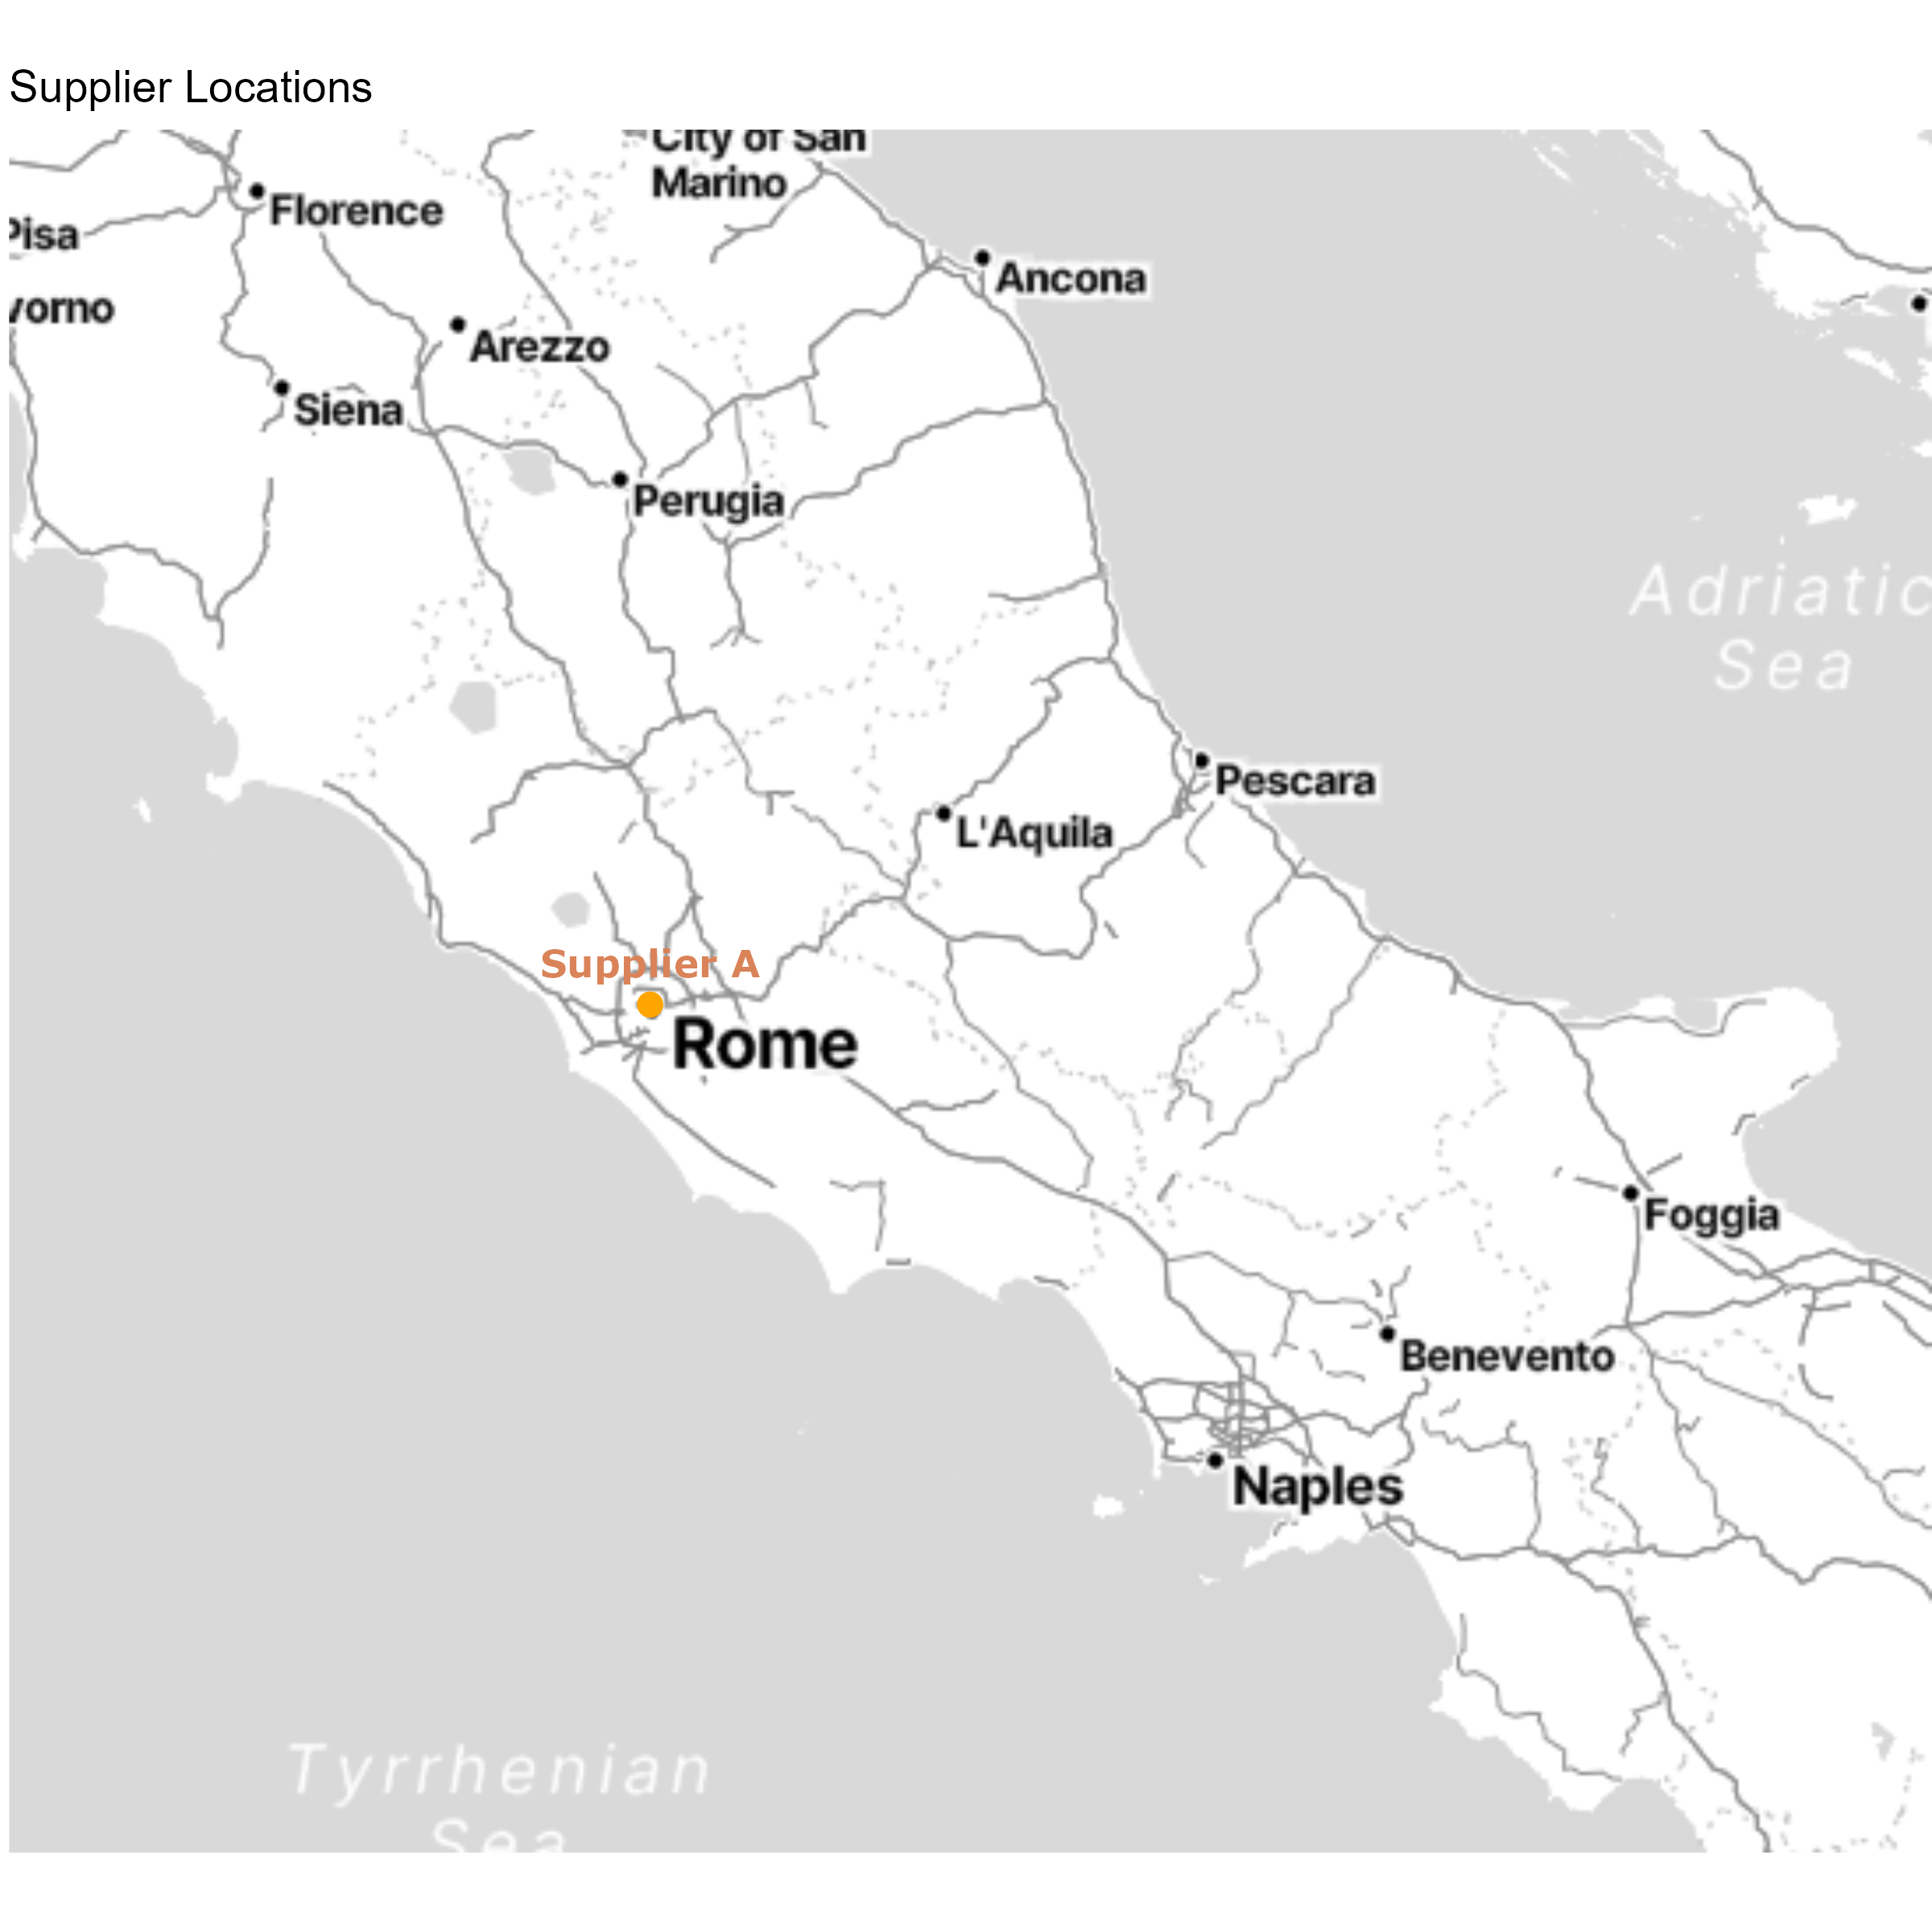 Supplier Locations
City of San
Marino
Florence
Pisa
Ancona
vorno
Arezzo
Siena
Perugia
Adriatic
Sea
Pescara
L'Aquila
Supplier A
Rome
Foggia
Benevento
Naples
Tyrrhenian
Sea